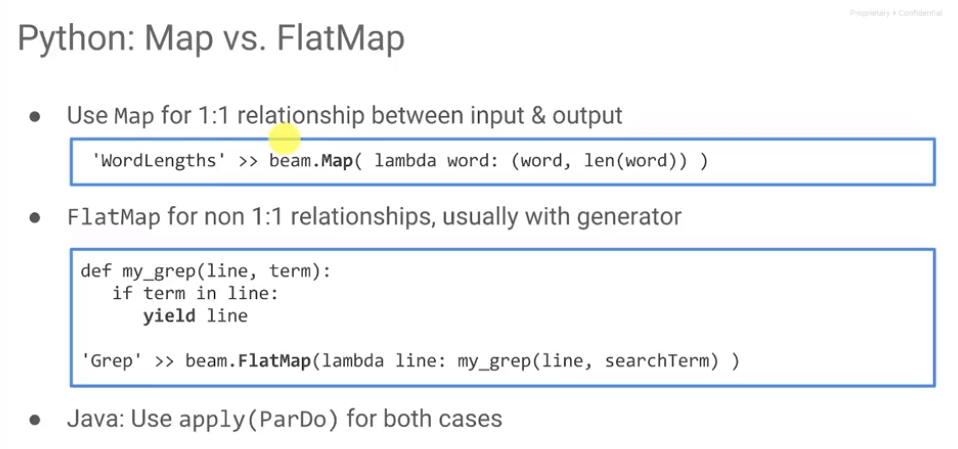 Proprietary + Confidential
Python: Map vs. FlatMap
● Use Map for 1:1 relationship between input & output
'WordLengths' >> beam.Map( lambda word: (word, len(word)) )
● FlatMap for non 1:1 relationships, usually with generator
def my_grep(line, term):
   if term in line:
      yield line
'Grep' >> beam.FlatMap(lambda line: my_grep(line, searchTerm) )
● Java: Use apply(ParDo) for both cases